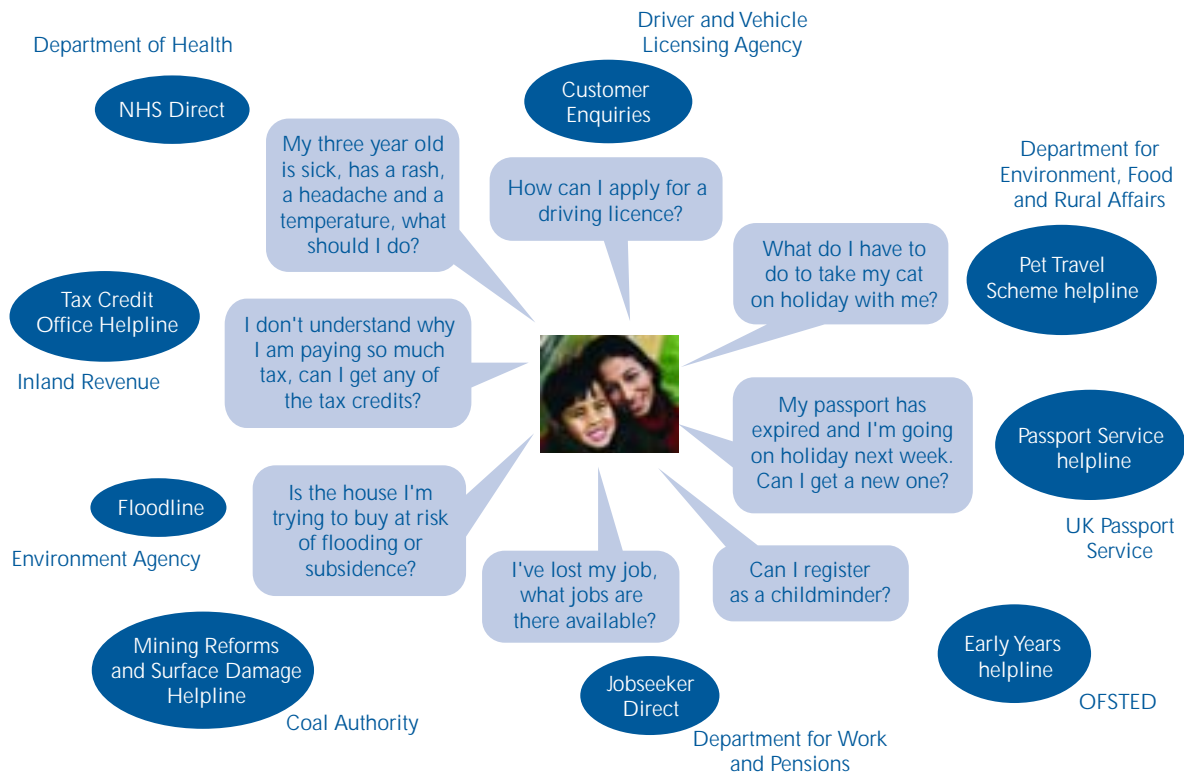 Department of Health
NHS Direct
Driver and Vehicle
Licensing Agency
Customer
Enquiries
My three year old
is sick, has a rash,
a headache and a
temperature, what
should I do?
How can I apply for a
driving licence?
Department for
Environment, Food
and Rural Affairs
What do I have to
do to take my cat
on holiday with me?
Pet Travel
Scheme helpline
Tax Credit
Office Helpline
Inland Revenue
I don't understand why
I am paying so much
tax, can I get any of
the tax credits?
My passport has
expired and I'm going
on holiday next week.
Can I get a new one?
Passport Service
helpline
UK Passport
Service
Floodline
Environment Agency
Is the house I'm
trying to buy at risk
of flooding or
subsidence?
I've lost my job,
what jobs are
there available?
Can I register
as a childminder?
Mining Reforms
and Surface Damage
Helpline
Coal Authority
Jobseeker
Direct
Department for Work
and Pensions
Early Years
helpline
OFSTED